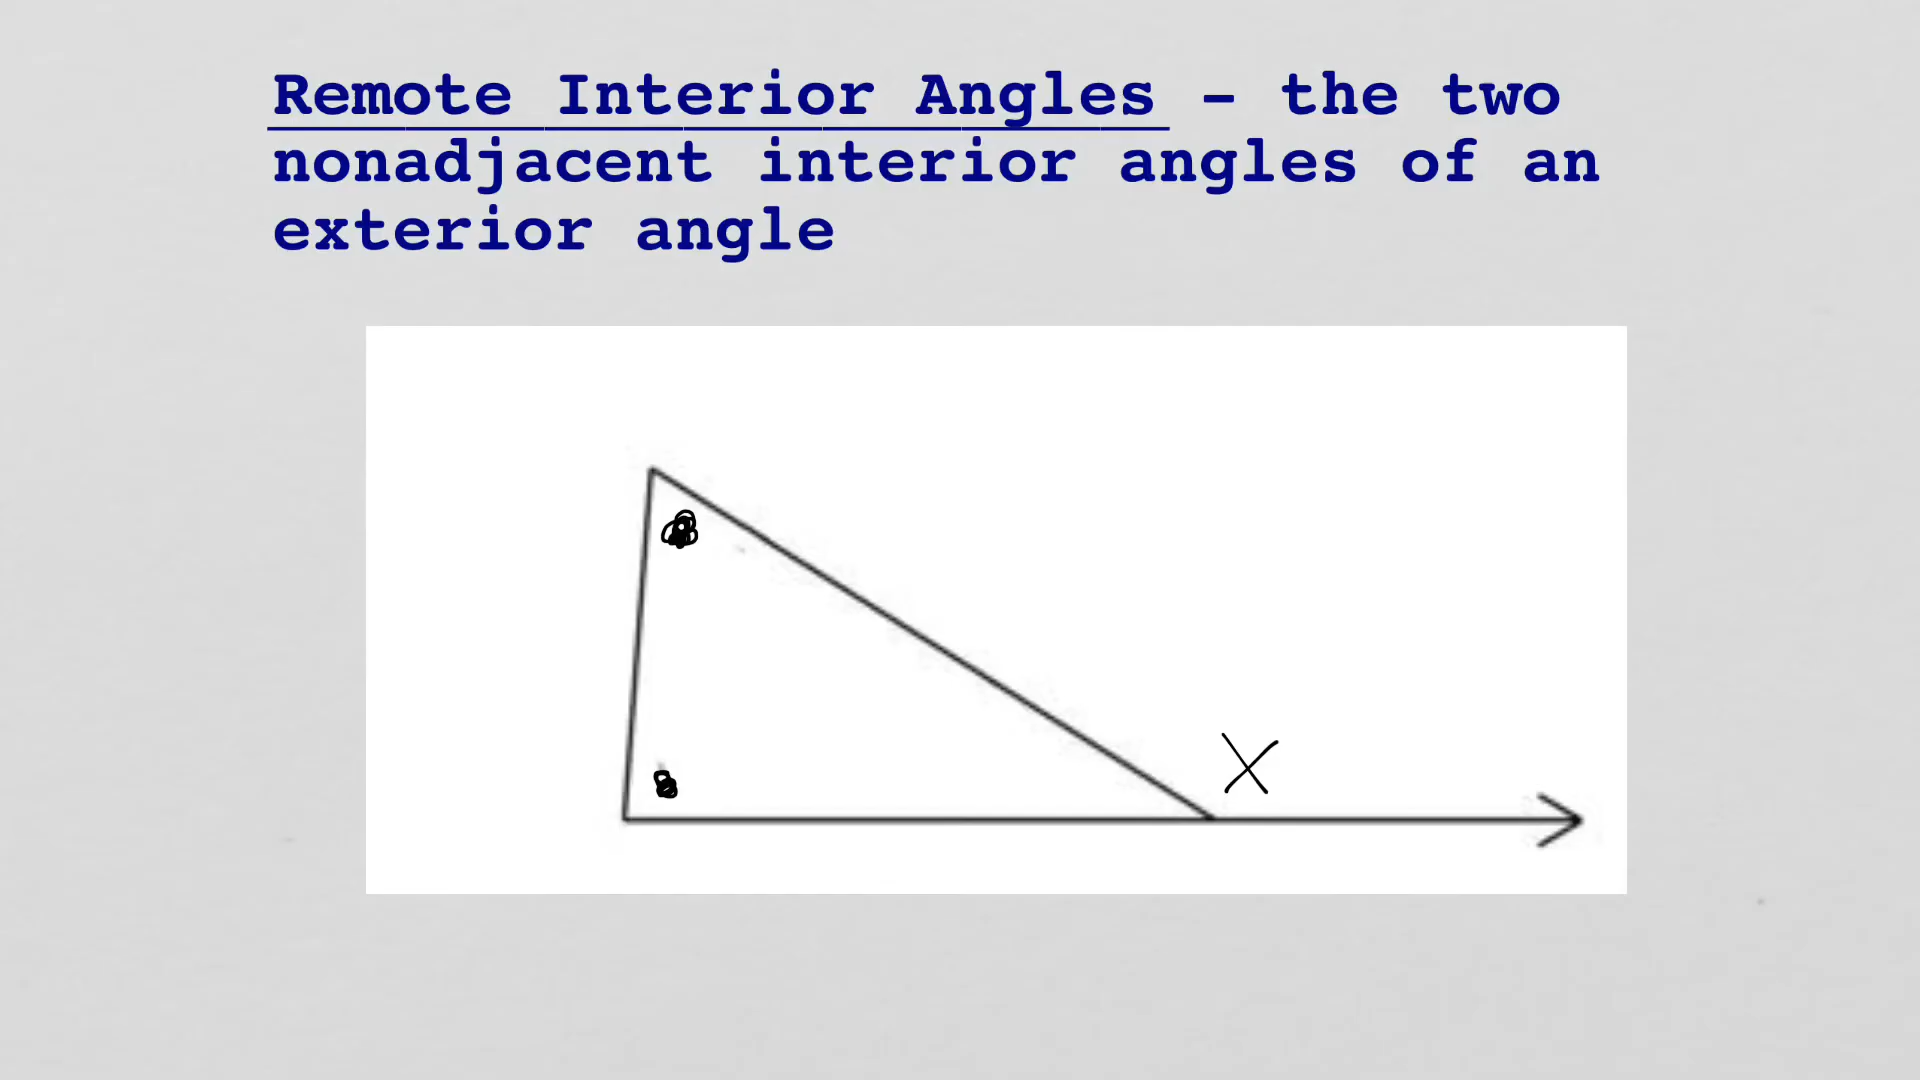 Remote Interior Angles - the two
nonadjacent interior angles of an
exterior angle
X